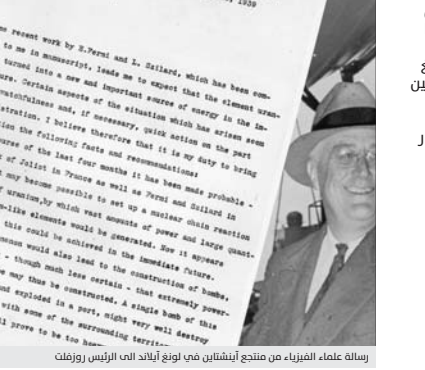 , 1939
me recent work by E.Fermi and L. Szilard, which has been com-
to me in manuscript, leads me to expect that the element uran-
turned into a new and important source of energy in the im-
ure. Certain aspects of the situation which has arisen seem
watchfulness and, if necessary, quick action on the part
stration. I believe therefore that it is my duty to bring
tion the following facts and recommendations:
ourse of the last four months it has been made probable -
of Joliot in France as well as Fermi and Szilard in
t may become possible to set up a nuclear chain reaction
f uranium,by which vast amounts of power and large quant-
m-like elements would be generated. Now it appears
this could be achieved in the immediate future.
menon would also lead to the construction of bombs,
- though much less certain - that extremely power-
e may thus be constructed. A single bomb of this
nd exploded in a port, might very well destroy
with some of the surrounding territ
l prove to be too hea
ع
ين
ر
رسالة علماء الفيزياء من منتجع آينشتاين في لونغ آيلاند الى الرئيس روزفلت